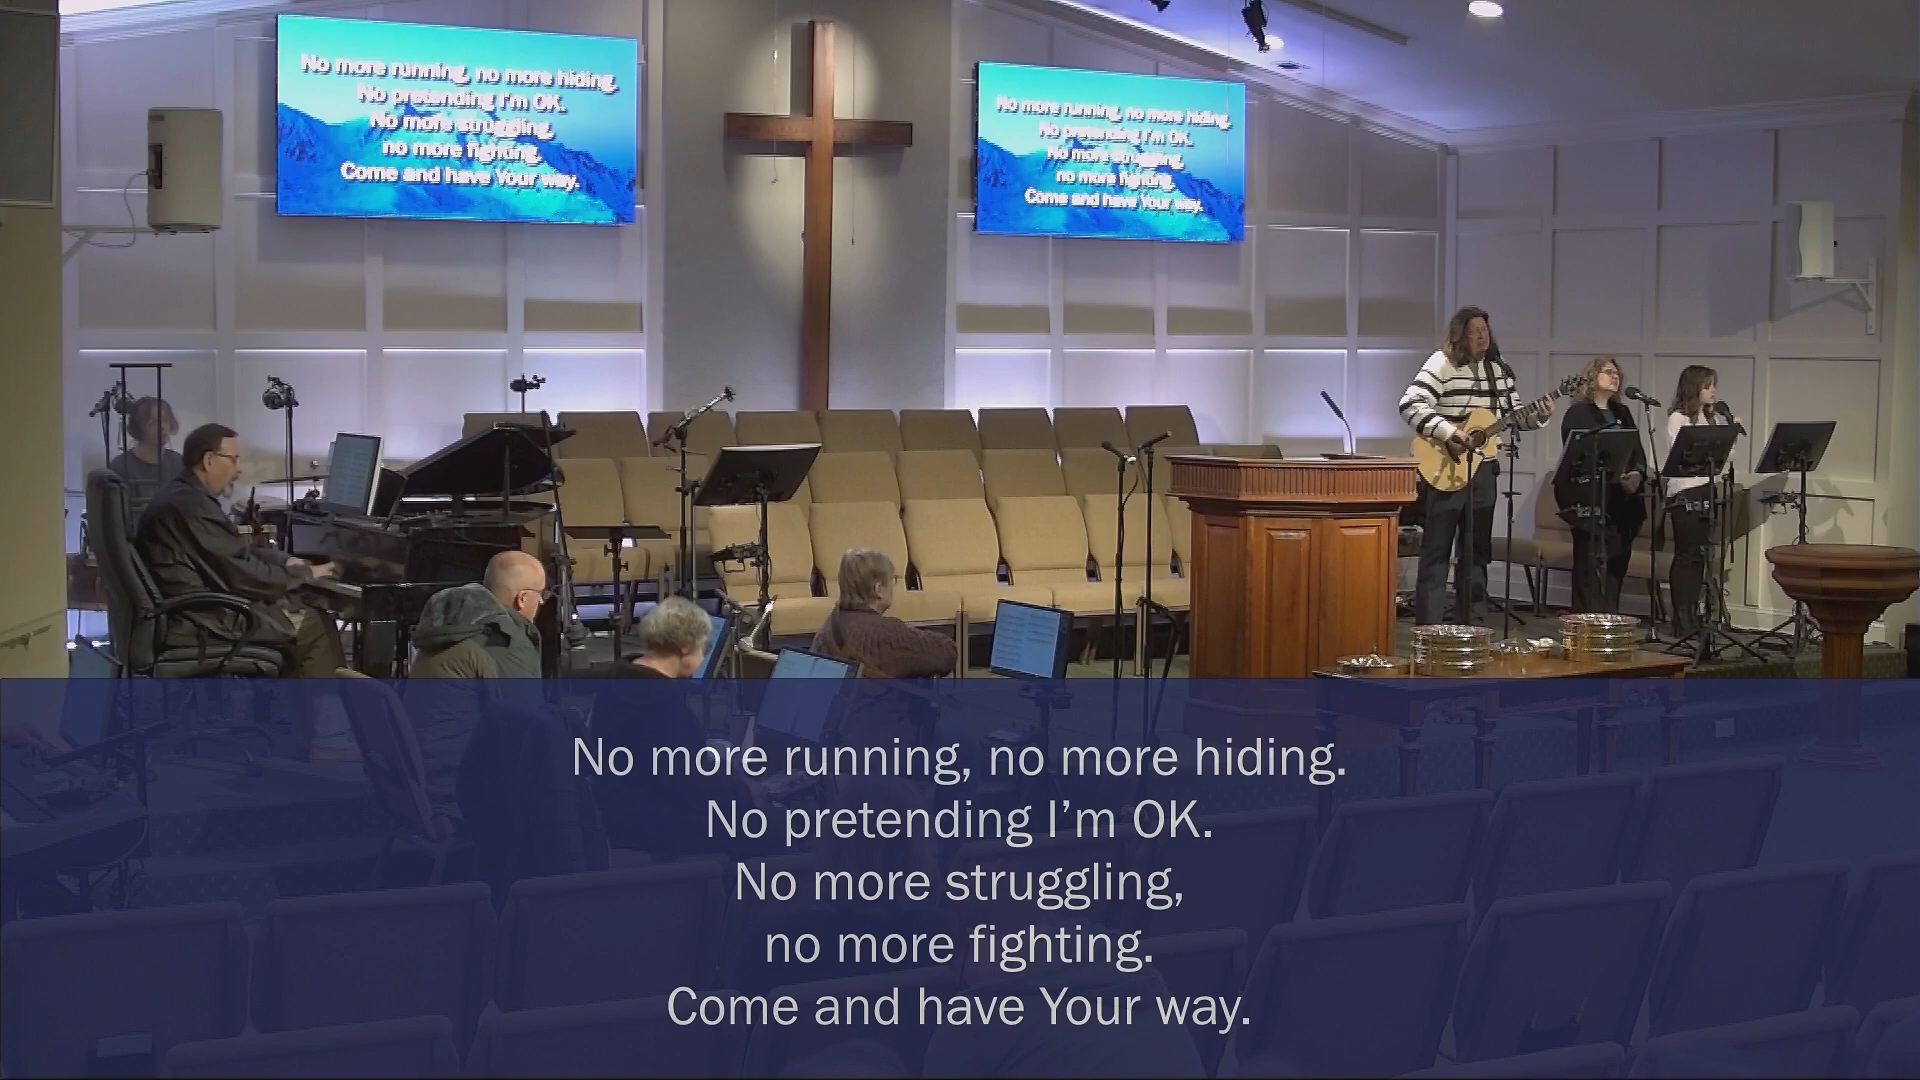 No more running, no more hiding.
No pretending I'm OK.
No more struggling,
no more fighting.
Come and have Your way.
No more running, no more hiding.
No pretending I'm OK.
No more struggling,
no more fighting.
Come and have Your way.
No more running, no more hiding.
No pretending I’m OK.
No more struggling,
no more fighting.
Come and have Your way.